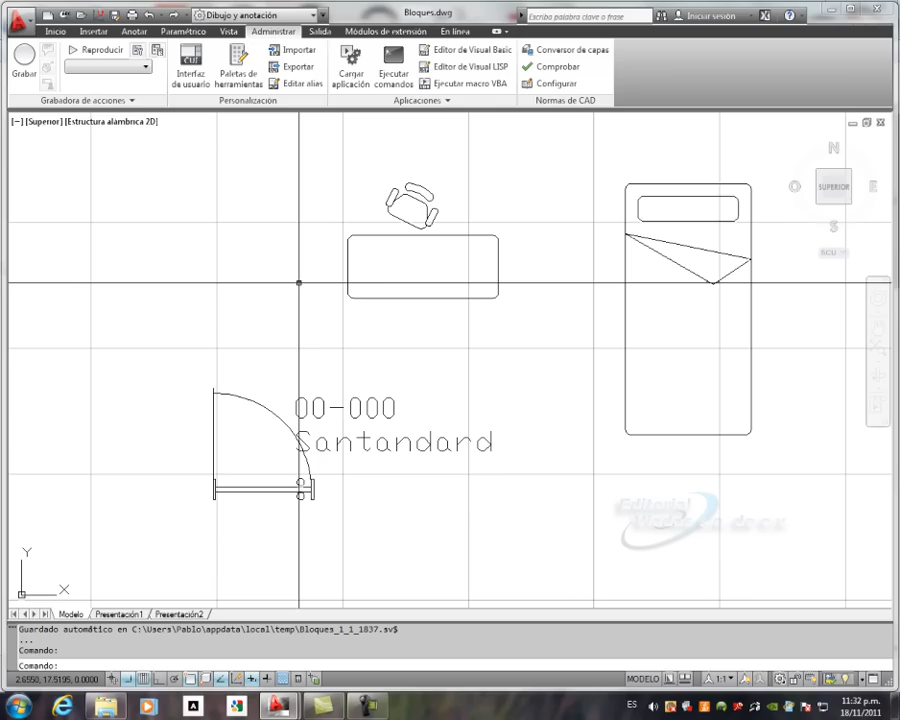 Dibujo y anotación
Bloques.dwg
Escriba palabra clave o frase
Iniciar sesión
Inicio Insertar Anotar Paramétrico Vista Administrar Salida Módulos de extensión En línea
Grabar
Reproducir
Grabadora de acciones
CUI
Interfaz de usuario
Paletas de herramientas
Importar
Exportar
Editar alias
Personalización
Cargar aplicación
Ejecutar comandos
Editor de Visual Basic
Editor de Visual LISP
Ejecutar macro VBA
Aplicaciones
Conversor de capas
Comprobar
Configurar
Normas de CAD
[−] [Superior] [Estructura alámbrica 2D]
N
O SUPERIOR E
S
SCU
00-000
Santandard
Editorial
Y
X
Modelo Presentación1 Presentación2
Guardado automático en C:\Users\Pablo\appdata\local\temp\Bloques_1_1_1837.sv$
...
Comando:
Comando:
2.6550, 17.5195, 0.0000
MODELO
1:1
ES
11:32 p.m.
18/11/2011